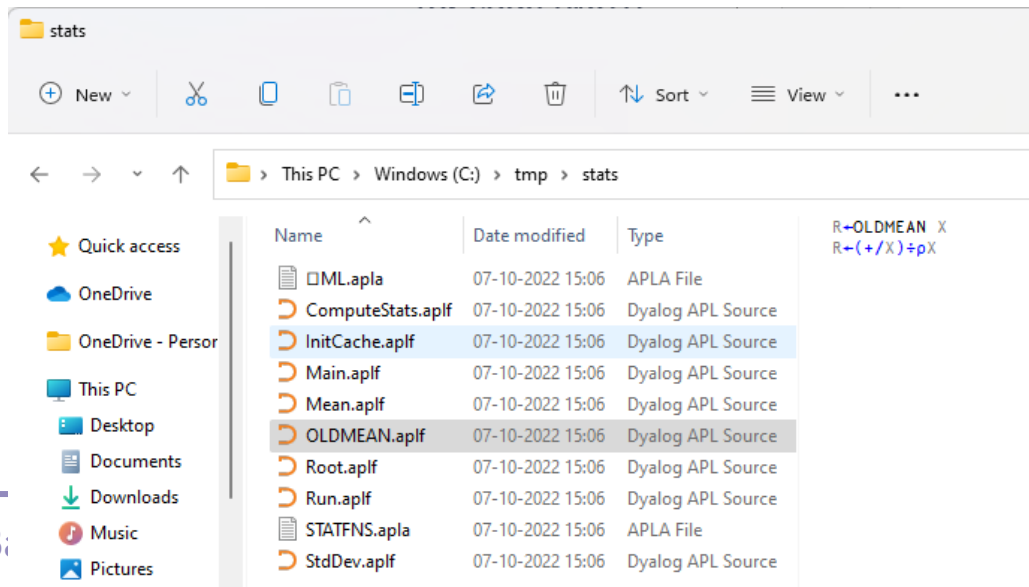 stats
New
Sort
View
This PC > Windows (C:) > tmp > stats
Quick access
OneDrive
OneDrive - Person
This PC
Desktop
Documents
Downloads
Music
Pictures
Name Date modified Type
⎕ML.apla 07-10-2022 15:06 APLA File
ComputeStats.aplf 07-10-2022 15:06 Dyalog APL Source
InitCache.aplf 07-10-2022 15:06 Dyalog APL Source
Main.aplf 07-10-2022 15:06 Dyalog APL Source
Mean.aplf 07-10-2022 15:06 Dyalog APL Source
OLDMEAN.aplf 07-10-2022 15:06 Dyalog APL Source
Root.aplf 07-10-2022 15:06 Dyalog APL Source
Run.aplf 07-10-2022 15:06 Dyalog APL Source
STATFNS.apla 07-10-2022 15:06 APLA File
StdDev.aplf 07-10-2022 15:06 Dyalog APL Source
R←OLDMEAN X
R←(+/X)÷⍴X